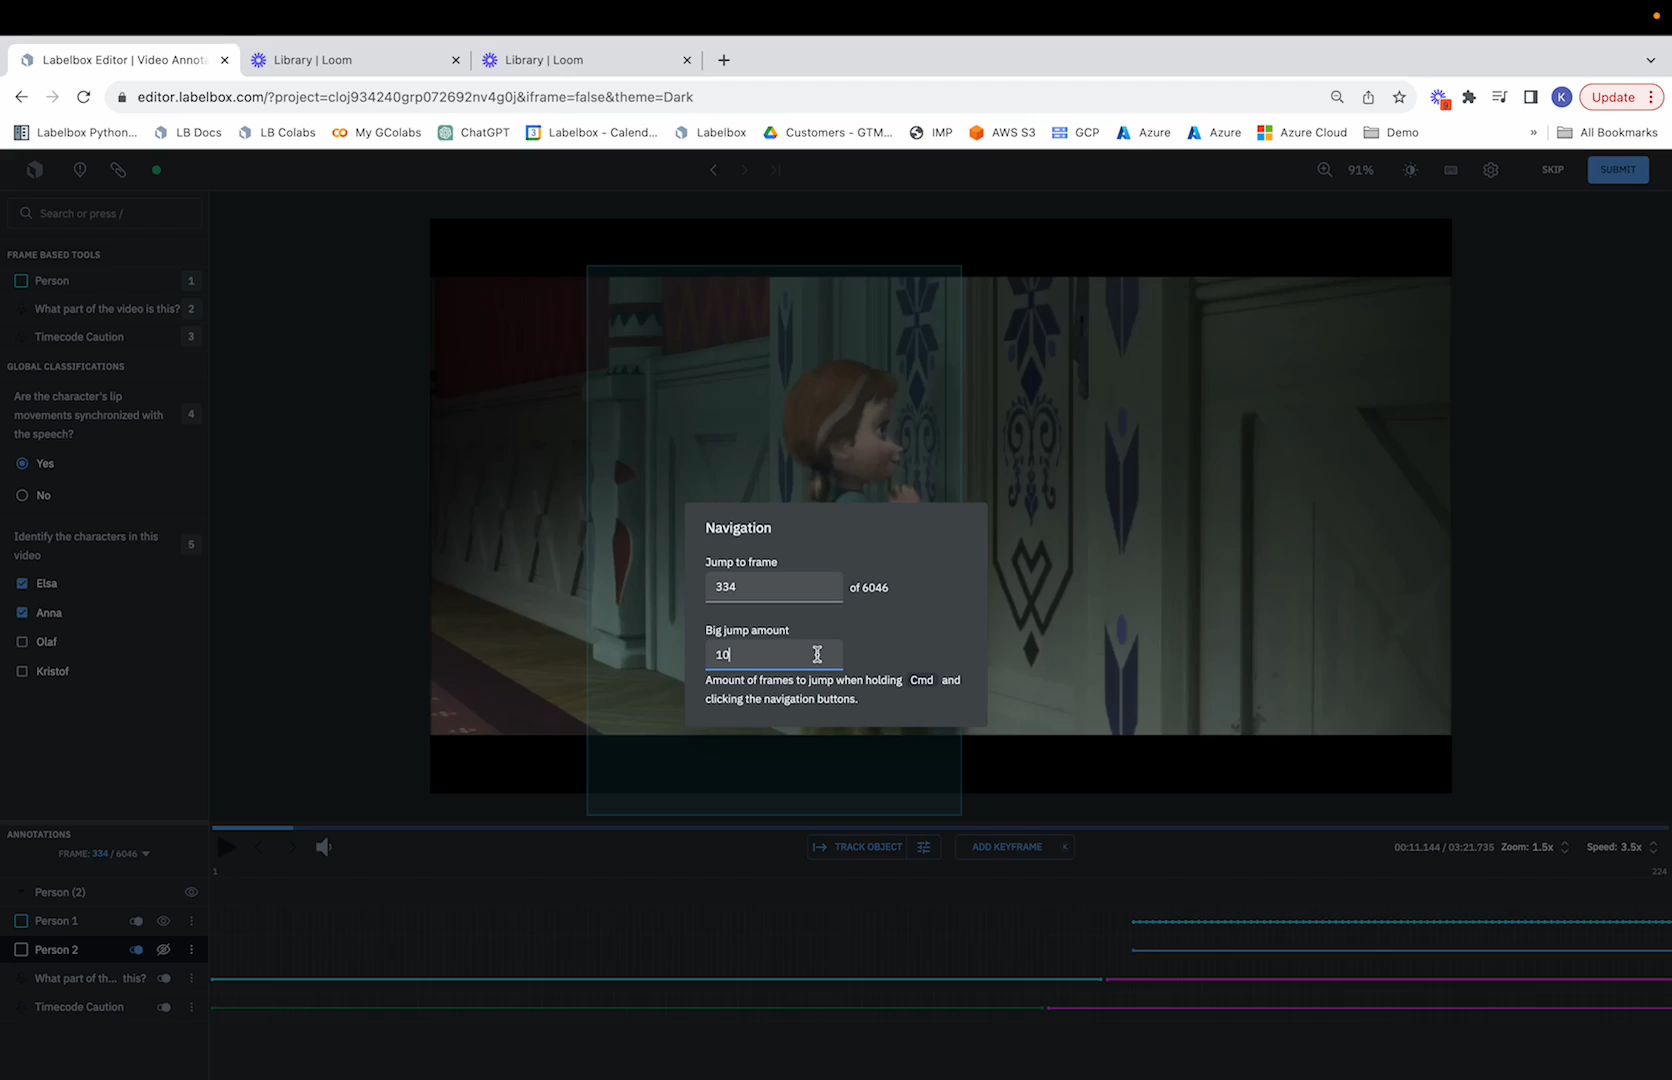 Labelbox Editor | Video Annota
Library | Loom
Library | Loom
editor.labelbox.com/?project=cloj934240grp072692nv4g0j&iframe=false&theme=Dark
9
K
Update
Labelbox Python...
LB Docs
LB Colabs
My GColabs
ChatGPT
3
Labelbox - Calend...
Labelbox
Customers - GTM...
IMP
AWS S3
GCP
Azure
Azure
Azure Cloud
Demo
»
All Bookmarks
91%
SKIP
SUBMIT
Search or press /
FRAME BASED TOOLS
Person 1
What part of the video is this? 2
Timecode Caution 3
GLOBAL CLASSIFICATIONS
Are the character's lip
movements synchronized with 4
the speech?
Yes
No
Identify the characters in this
video 5
Elsa
Anna
Olaf
Kristof
Navigation
Jump to frame
334 of 6046
Big jump amount
10
Amount of frames to jump when holding Cmd and
clicking the navigation buttons.
ANNOTATIONS
FRAME: 334 / 6046
TRACK OBJECT
ADD KEYFRAME K
00:11.144 / 03:21.735 Zoom: 1.5x Speed: 3.5x
1
224
Person (2)
Person 1
Person 2
What part of th... this?
Timecode Caution